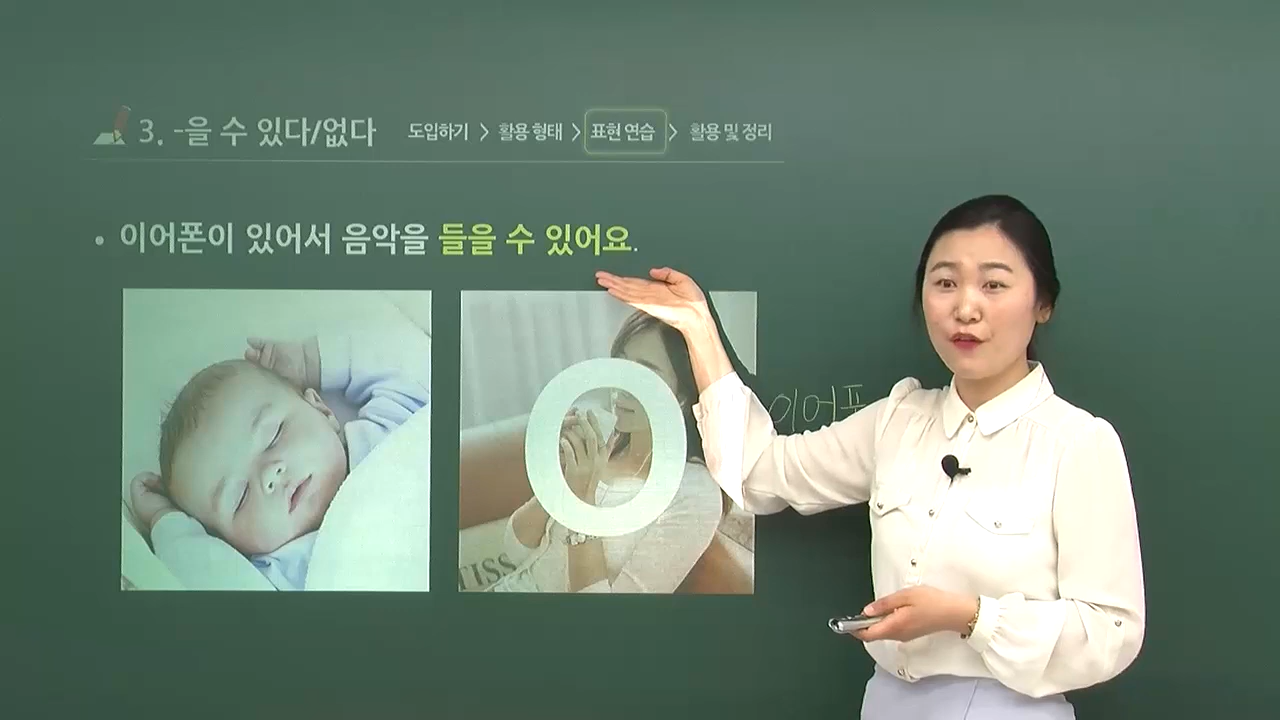 3. -을 수 있다/없다
도입하기 > 활용 형태 > 표현 연습 > 활용 및 정리
• 이어폰이 있어서 음악을 들을 수 있어요.
이어폰
TISS